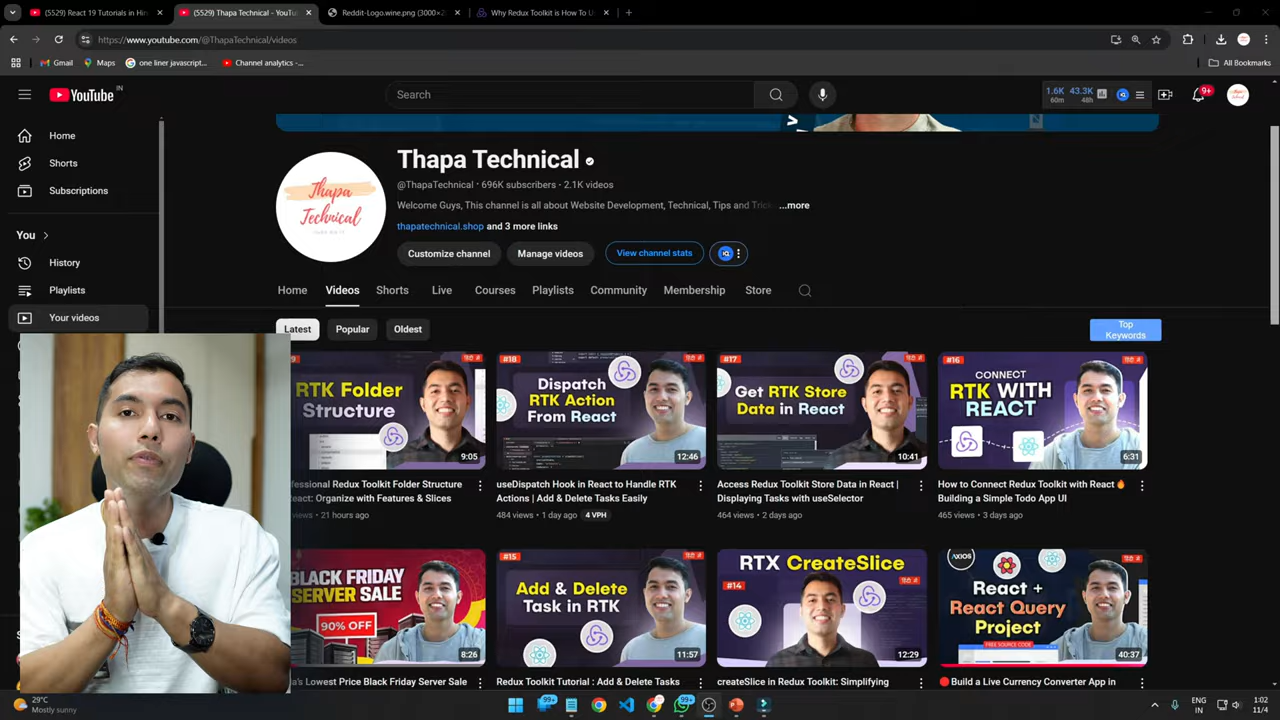 (5529) React 19 Tutorials in Hin
(5529) Thapa Technical - YouTu
Reddit-Logo.wine.png (3000×2
Why Redux Toolkit is How To U
https://www.youtube.com/@ThapaTechnical/videos
Gmail
Maps
one liner javascript...
Channel analytics -...
All Bookmarks
YouTube IN
Search
1.6K 43.3K
60m 48h
9+
Home
Shorts
Subscriptions
You
History
Playlists
Your videos
Thapa
Technical
Thapa Technical
@ThapaTechnical • 696K subscribers • 2.1K videos
Welcome Guys, This channel is all about Website Development, Technical, Tips and Tric ...more
thapatechnical.shop and 3 more links
Customize channel
Manage videos
View channel stats
Home
Videos
Shorts
Live
Courses
Playlists
Community
Membership
Store
Latest
Popular
Oldest
Top
Keywords
RTK Folder
Structure
9:05
#18
हिंदी में
Dispatch
RTK Action
From React
12:46
#17
हिंदी में
Get RTK Store
Data in React
10:41
#16
हिंदी में
CONNECT
RTK WITH
REACT
6:31
fessional Redux Toolkit Folder Structure
React: Organize with Features & Slices
views • 21 hours ago
useDispatch Hook in React to Handle RTK
Actions | Add & Delete Tasks Easily
484 views • 1 day ago 4 VPH
Access Redux Toolkit Store Data in React |
Displaying Tasks with useSelector
464 views • 2 days ago
How to Connect Redux Toolkit with React🔥
Building a Simple Todo App UI
465 views • 3 days ago
BLACK FRIDAY
SERVER SALE
90% OFF
8:26
#15
हिंदी में
Add & Delete
Task in RTK
11:57
RTX CreateSlice
#14
हिंदी में
12:29
AXIOS
हिंदी में
React +
React Query
Project
FREE SOURCE CODE
40:37
a's Lowest Price Black Friday Server Sale
Redux Toolkit Tutorial : Add & Delete Tasks
createSlice in Redux Toolkit: Simplifying
🔴Build a Live Currency Converter App in
29°C
Mostly sunny
99+
99+
ENG
IN
1:02
11/4